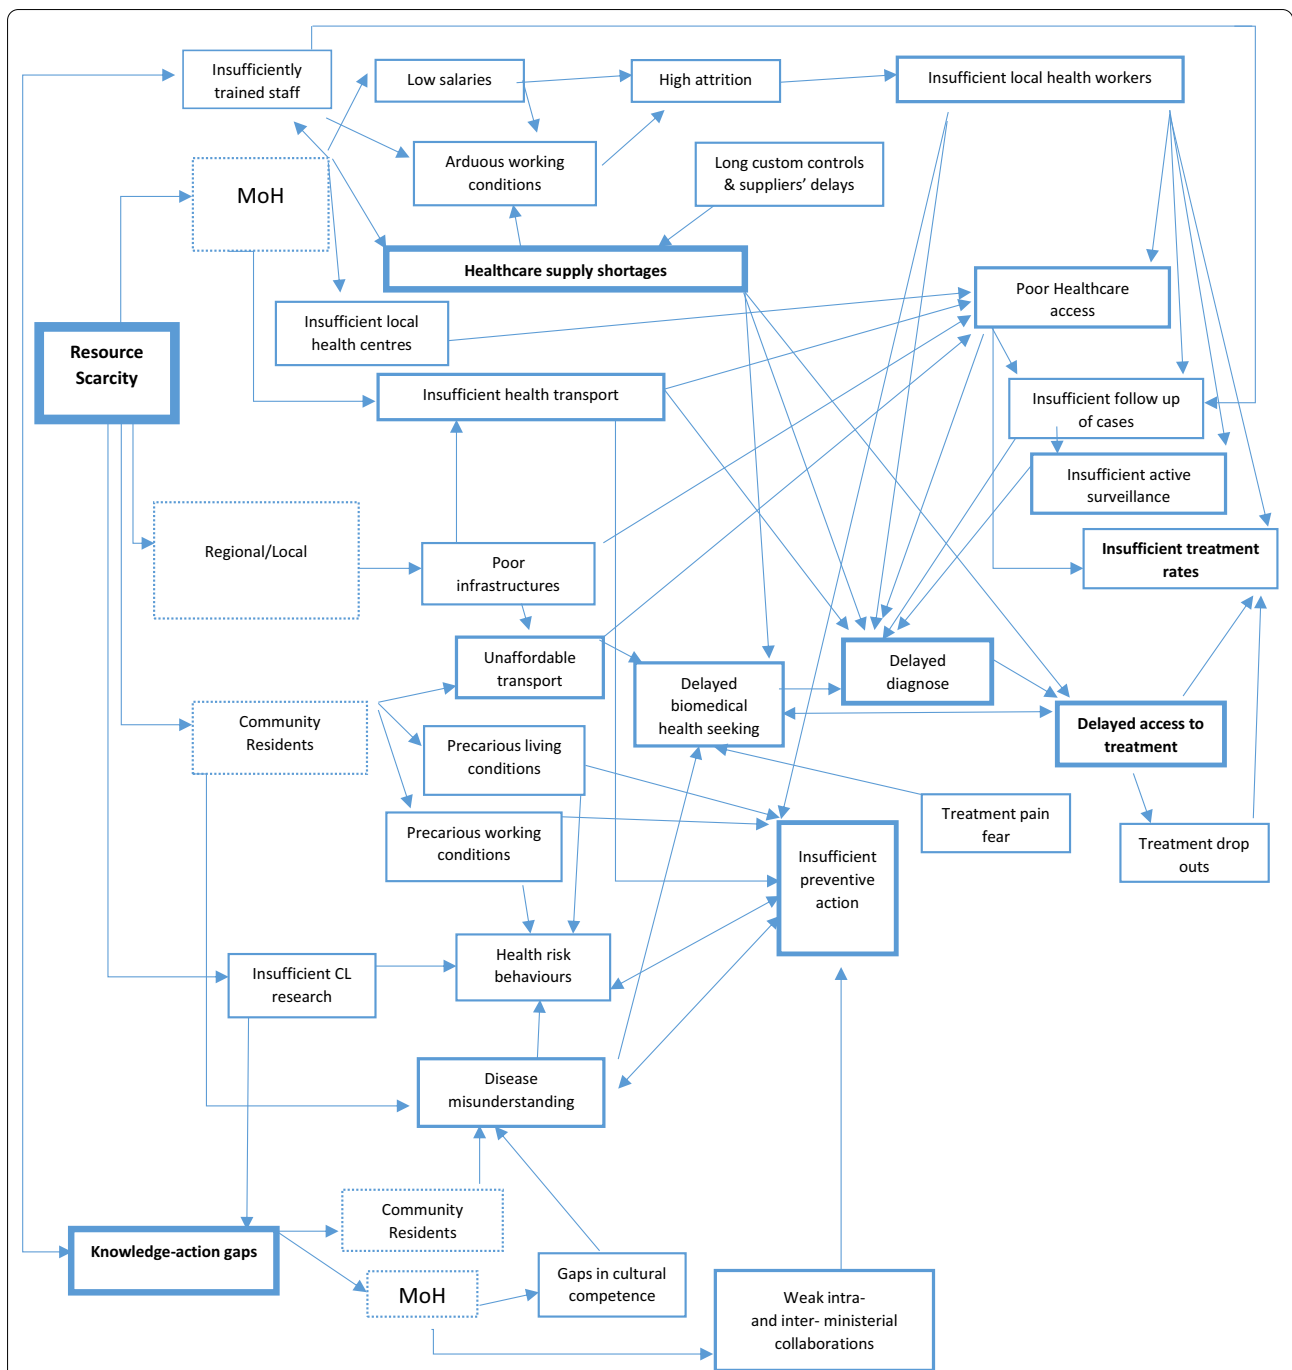 Insufficiently
trained staff
Low salaries
High attrition
Insufficient local health workers
MoH
Arduous working
conditions
Long custom controls
& suppliers’ delays
Healthcare supply shortages
Poor Healthcare
access
Insufficient local
health centres
Resource
Scarcity
Insufficient health transport
Insufficient follow up
of cases
Insufficient active
surveillance
Regional/Local
Poor
infrastructures
Insufficient treatment
rates
Unaffordable
transport
Delayed
biomedical
health seeking
Delayed
diagnose
Community
Residents
Delayed access to
treatment
Precarious living
conditions
Precarious working
conditions
Treatment pain
fear
Treatment drop
outs
Insufficient
preventive
action
Insufficient CL
research
Health risk
behaviours
Disease
misunderstanding
Community
Residents
Knowledge-action gaps
MoH
Gaps in cultural
competence
Weak intra-
and inter- ministerial
collaborations